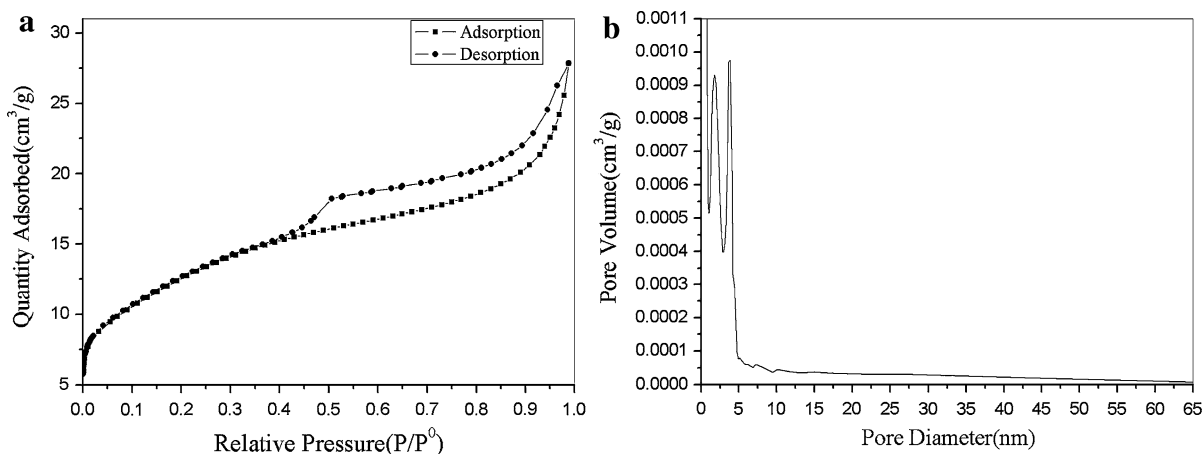 a
30
25
20
15
10
5
0.0 0.1 0.2 0.3 0.4 0.5 0.6 0.7 0.8 0.9 1.0
Quantity Adsorbed(cm³/g)
Relative Pressure(P/P⁰)
Adsorption
Desorption
b
0.0011
0.0010
0.0009
0.0008
0.0007
0.0006
0.0005
0.0004
0.0003
0.0002
0.0001
0.0000
0 5 10 15 20 25 30 35 40 45 50 55 60 65
Pore Volume(cm³/g)
Pore Diameter(nm)